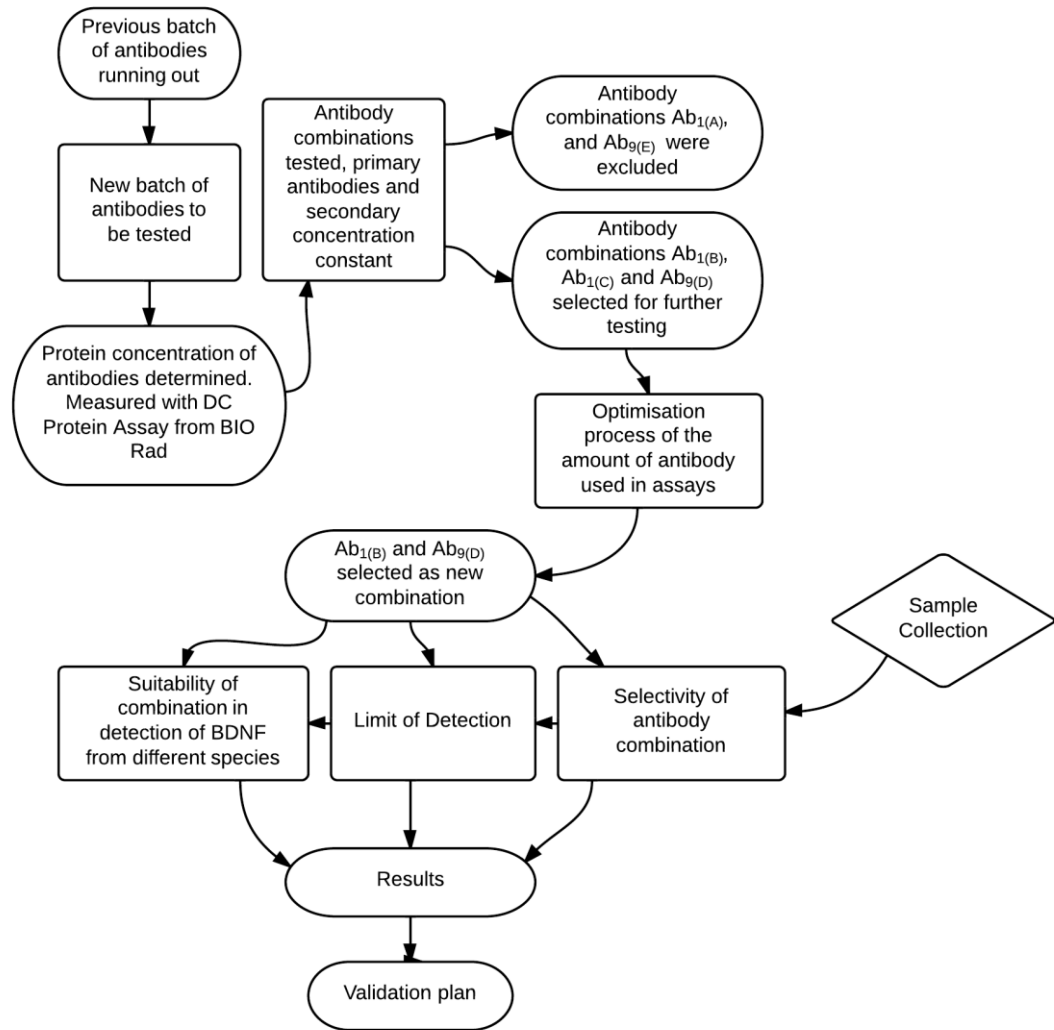 Previous batch
of antibodies
running out
New batch of
antibodies to
be tested
Protein concentration of
antibodies determined.
Measured with DC
Protein Assay from BIO
Rad
Antibody
combinations
tested, primary
antibodies and
secondary
concentration
constant
Antibody
combinations Ab1(A),
and Ab9(E) were
excluded
Antibody
combinations Ab1(B),
Ab1(C) and Ab9(D)
selected for further
testing
Optimisation
process of the
amount of antibody
used in assays
Ab1(B) and Ab9(D)
selected as new
combination
Sample
Collection
Suitability of
combination in
detection of BDNF
from different species
Limit of Detection
Selectivity of
antibody
combination
Results
Validation plan